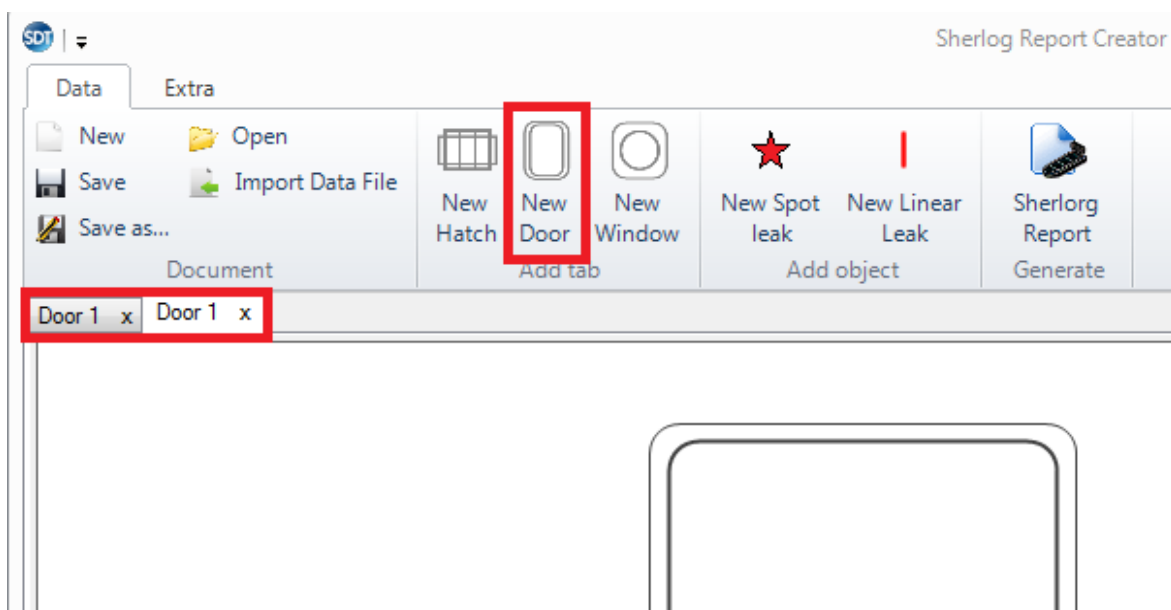 SDT
Sherlog Report Creator
Data Extra
New Open
Save Import Data File
Save as...
Document
New Hatch
New Door
New Window
Add tab
New Spot leak
New Linear Leak
Add object
Sherlorg Report
Generate
Door 1 x Door 1 x